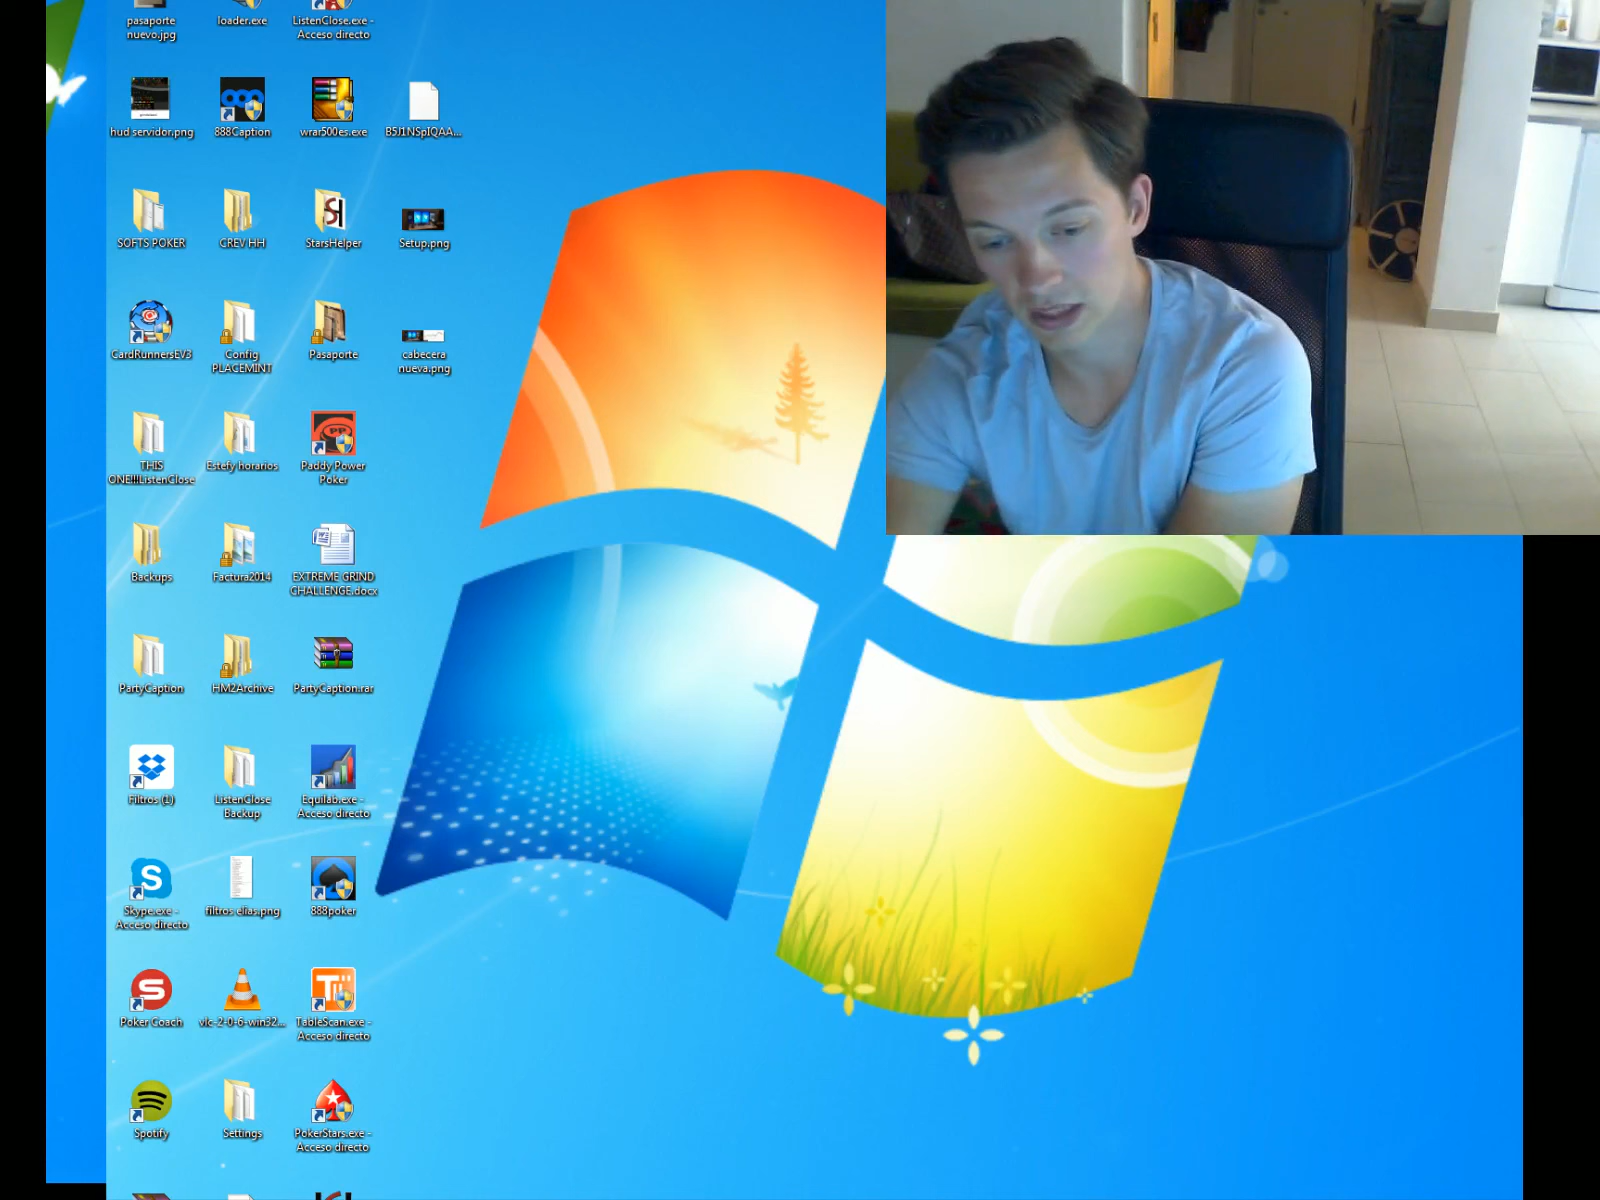 pasaporte
nuevo.jpg
loader.exe
ListenClose.exe -
Acceso directo
hud servidor.png
888Caption
wrar500es.exe
B5J1NSpIQAA...
SOFTS POKER
CREV HH
StarsHelper
Setup.png
CardRunnersEV3
Config
PLACEMINT
Pasaporte
cabecera
nueva.png
THIS
ONE!!!ListenClose
Estefy horarios
PP
Paddy Power
Poker
Backups
Factura2014
EXTREME GRIND
CHALLENGE.docx
PartyCaption
HM2Archive
PartyCaption.rar
Filtros (1)
ListenClose
Backup
Equilab.exe -
Acceso directo
Skype.exe -
Acceso directo
filtros elias.png
888poker
Poker Coach
vlc-2-0-6-win32...
TableScan.exe -
Acceso directo
Spotify
Settings
PokerStars.exe -
Acceso directo